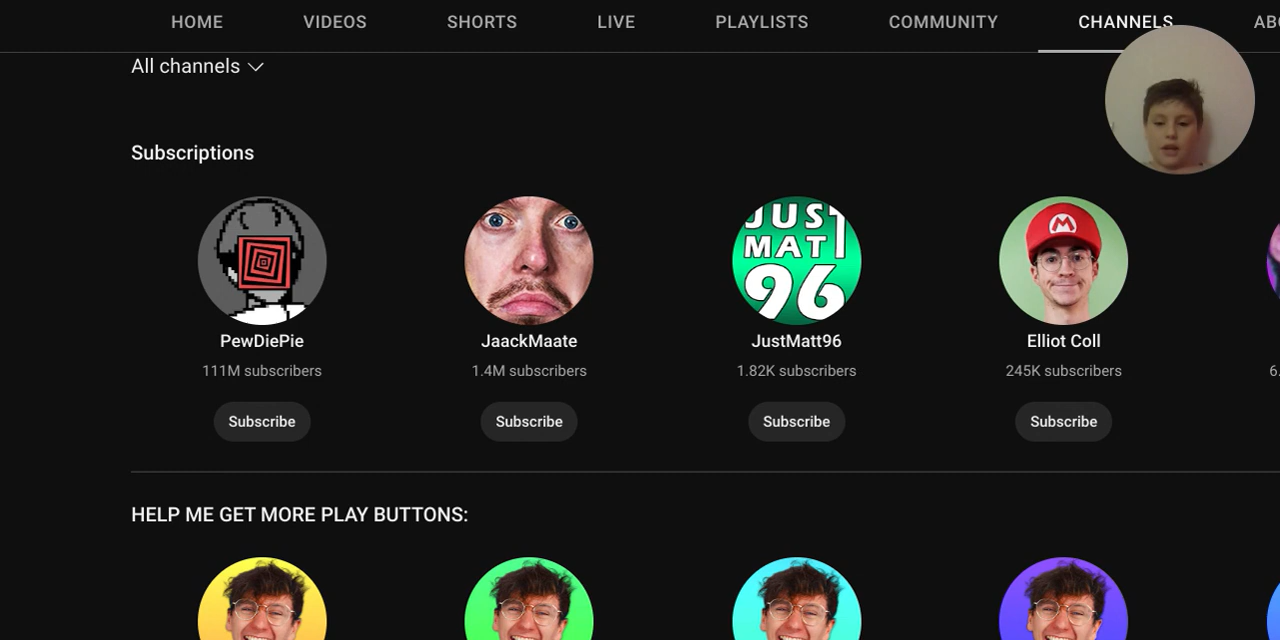 HOME VIDEOS SHORTS LIVE PLAYLISTS COMMUNITY CHANNELS
All channels
Subscriptions
JUST
MAT
96
PewDiePie JaackMaate JustMatt96 Elliot Coll
111M subscribers 1.4M subscribers 1.82K subscribers 245K subscribers
Subscribe Subscribe Subscribe Subscribe
HELP ME GET MORE PLAY BUTTONS: